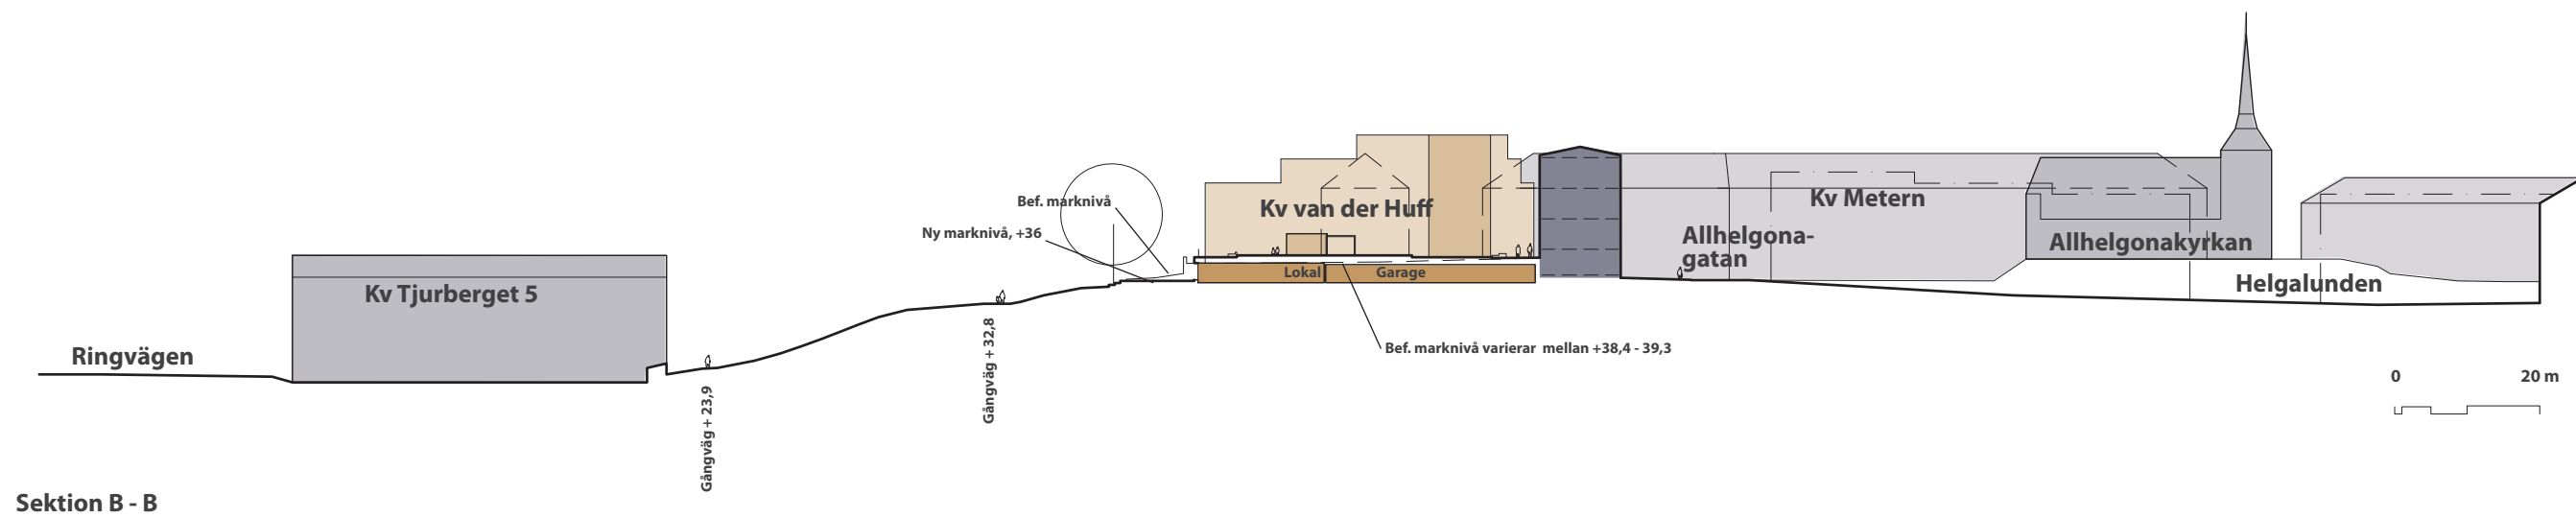 Bef. marknivå
Ny marknivå, +36
Kv van der Huff
Kv Metern
Allhelgona-
gatan
Allhelgonakyrkan
Lokal
Garage
Helgalunden
Kv Tjurberget 5
Ringvägen
Gångväg + 23,9
Gångväg + 32,8
Bef. marknivå varierar mellan +38,4 - 39,3
0
20 m
Sektion B - B